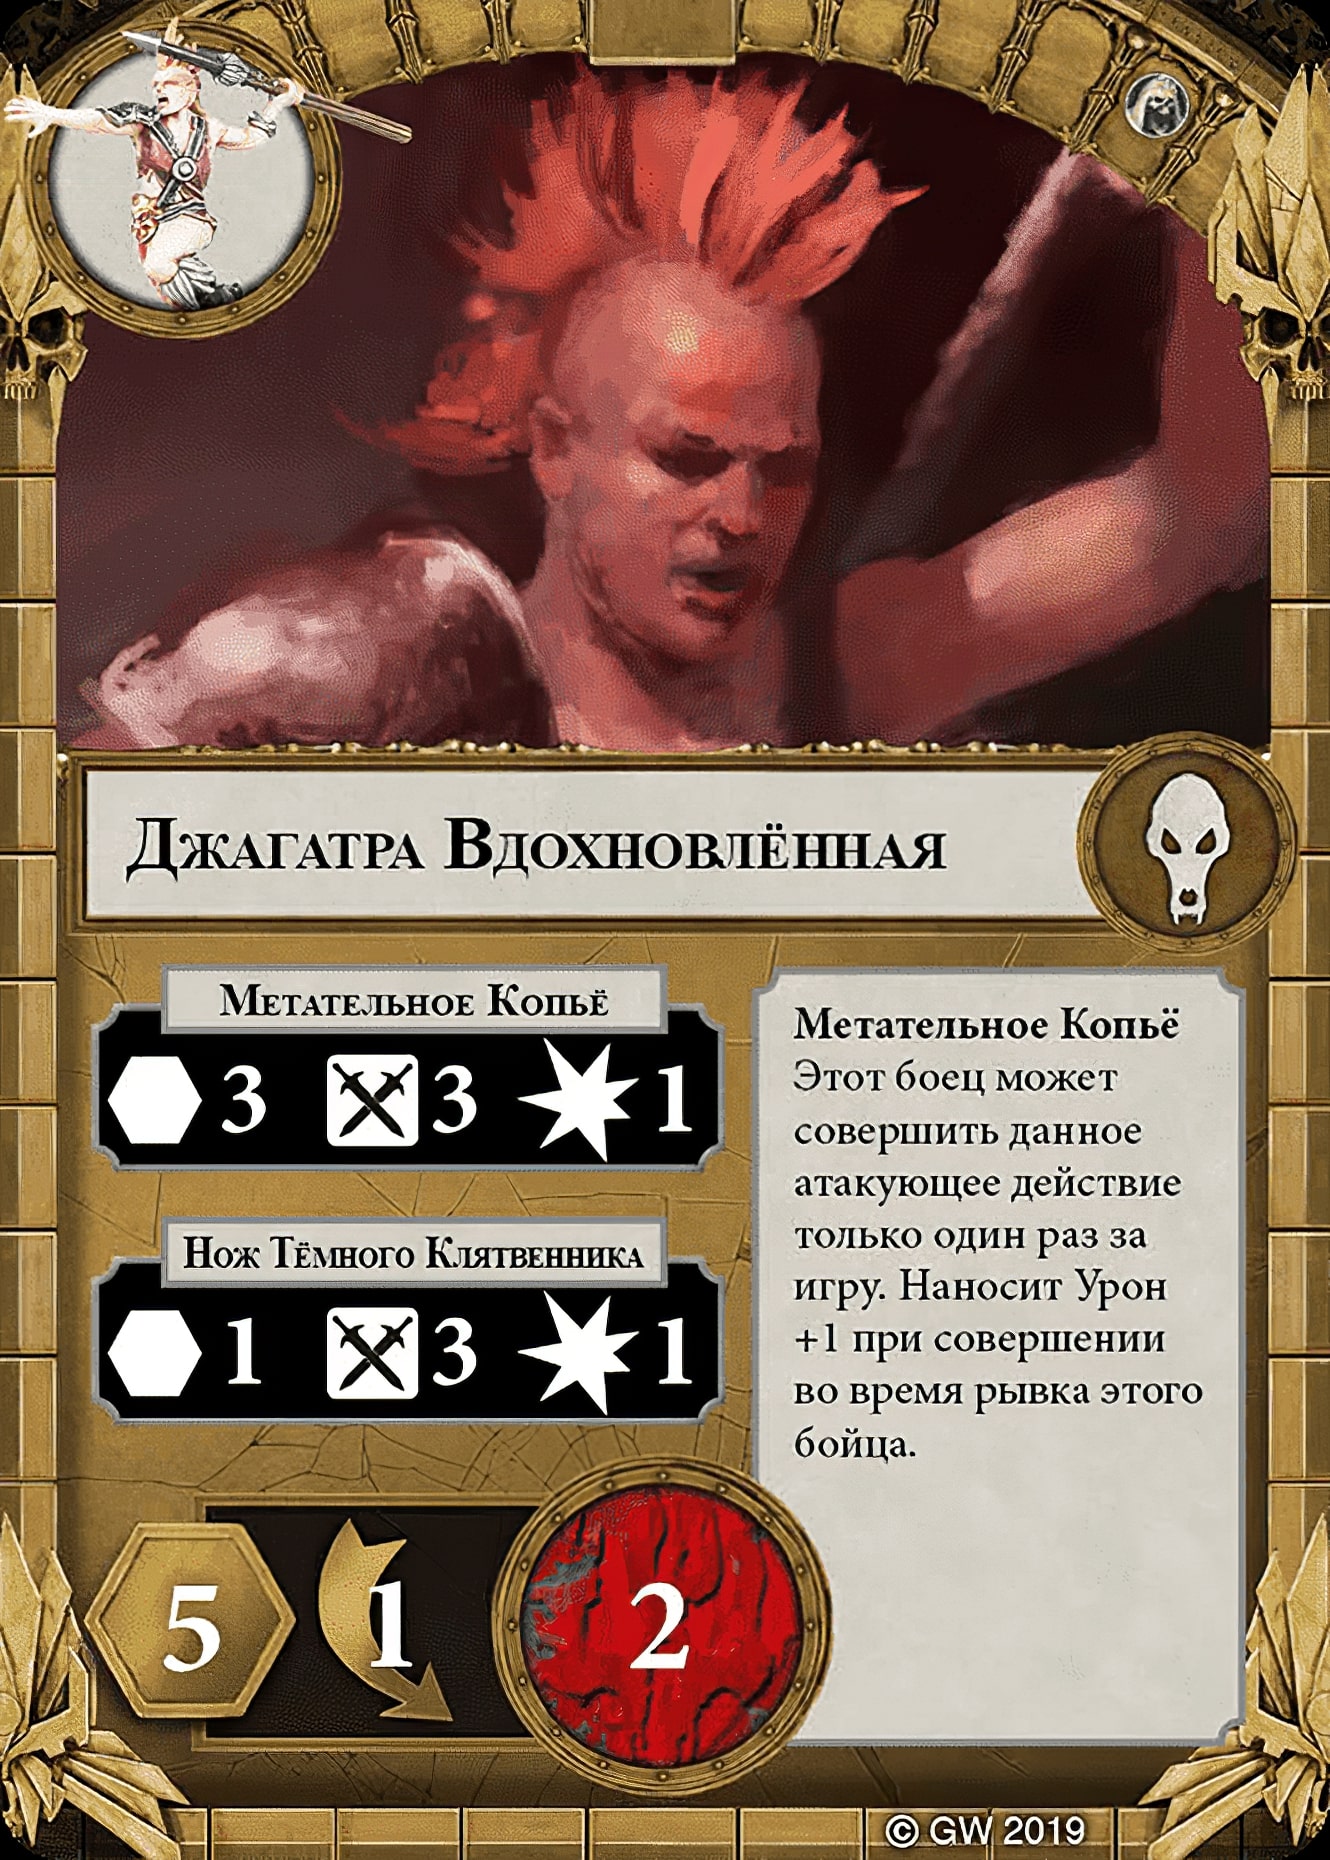 Джагатра Вдохновлённая
Метательное Копьё
3 3 1
Нож Тёмного Клятвенника
1 3 1
Метательное Копьё
Этот боец может
совершить данное
атакующее действие
только один раз за
игру. Наносит Урон
+1 при совершении
во время рывка этого
бойца.
5 1 2
© GW 2019